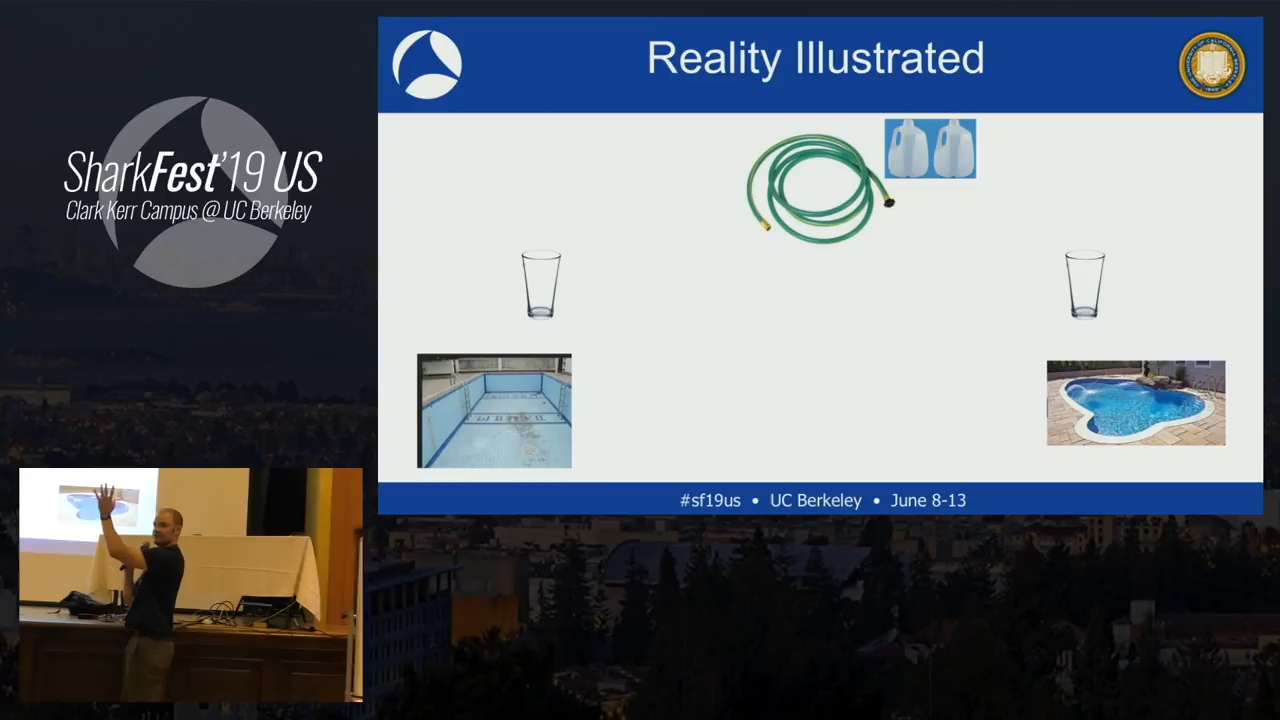 SharkFest'19 US
Clark Kerr Campus @ UC Berkeley
Reality Illustrated
#sf19us • UC Berkeley • June 8-13